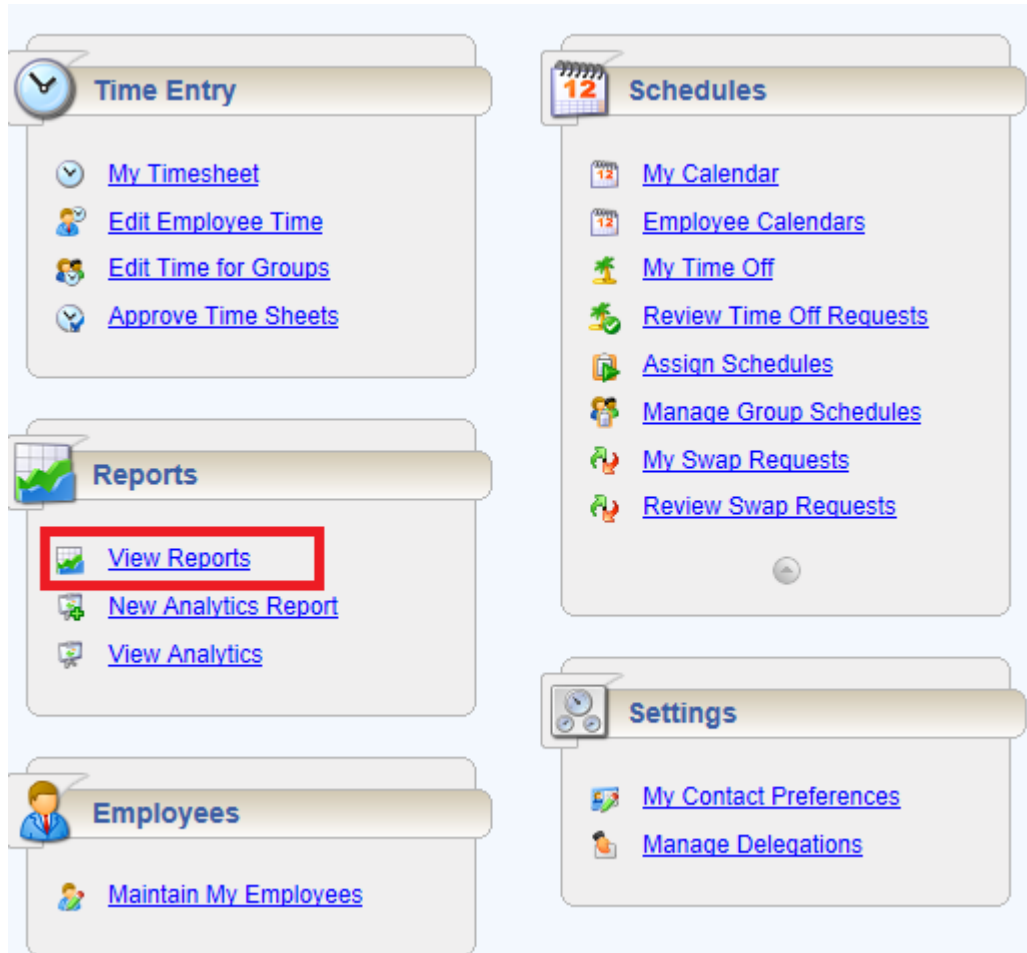 Time Entry
My Timesheet
Edit Employee Time
Edit Time for Groups
Approve Time Sheets
Reports
View Reports
New Analytics Report
View Analytics
Employees
Maintain My Employees
12 Schedules
12 My Calendar
12 Employee Calendars
My Time Off
Review Time Off Requests
Assign Schedules
Manage Group Schedules
My Swap Requests
Review Swap Requests
Settings
My Contact Preferences
Manage Delegations